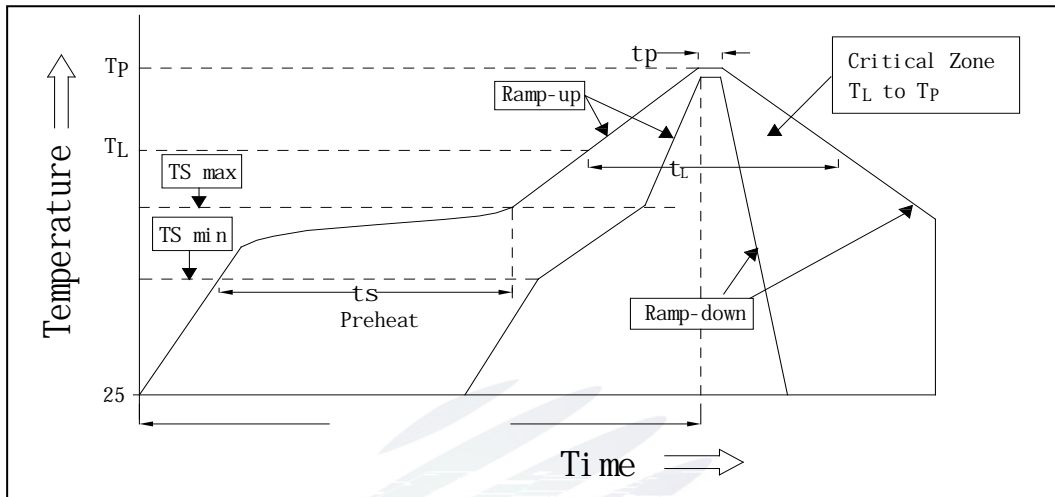 tp
Critical Zone
TL to TP
TP
Ramp-up
TL
tL
TS max
TS min
ts
Preheat
Ramp-down
25
Temperature
Time